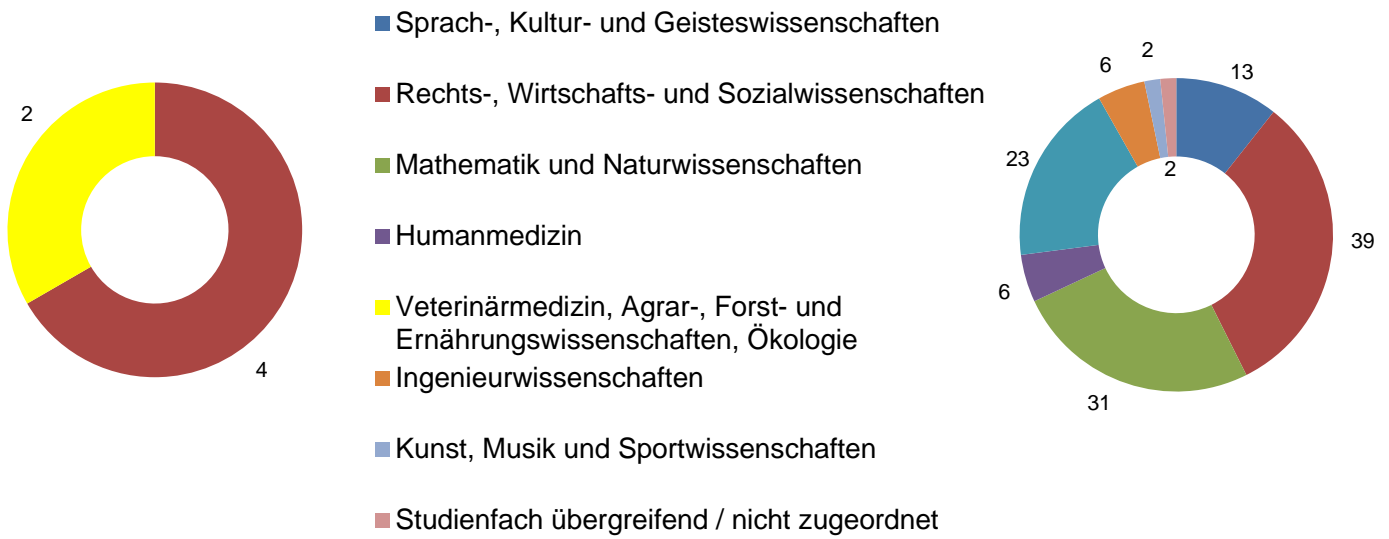 2
4
Sprach-, Kultur- und Geisteswissenschaften
Rechts-, Wirtschafts- und Sozialwissenschaften
Mathematik und Naturwissenschaften
Humanmedizin
Veterinärmedizin, Agrar-, Forst- und
Ernährungswissenschaften, Ökologie
Ingenieurwissenschaften
Kunst, Musik und Sportwissenschaften
Studienfach übergreifend / nicht zugeordnet
13
39
31
6
23
6
2
2